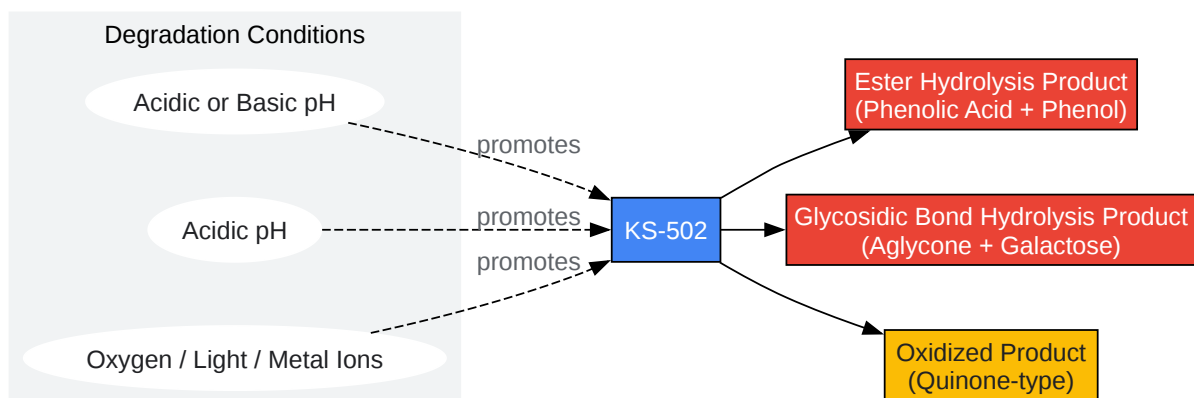 Degradation Conditions
Acidic or Basic pH
Acidic pH
Oxygen / Light / Metal Ions
promotes
promotes
promotes
KS-502
Ester Hydrolysis Product
(Phenolic Acid + Phenol)
Glycosidic Bond Hydrolysis Product
(Aglycone + Galactose)
Oxidized Product
(Quinone-type)